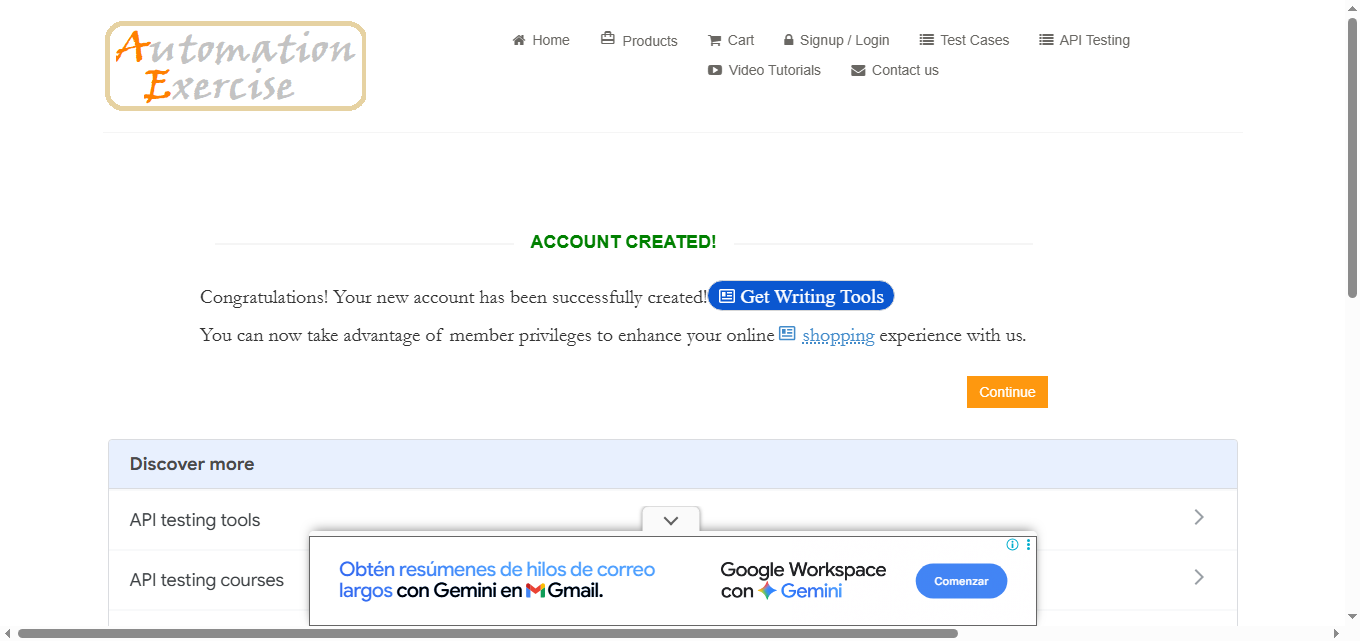 Automation
Exercise
Home
Products
Cart
Signup / Login
Test Cases
API Testing
Video Tutorials
Contact us
ACCOUNT CREATED!
Congratulations! Your new account has been successfully created! Get Writing Tools
You can now take advantage of member privileges to enhance your online shopping experience with us.
Continue
Discover more
API testing tools
API testing courses
Obtén resúmenes de hilos de correo
largos con Gemini en Gmail.
Google Workspace
con Gemini
Comenzar